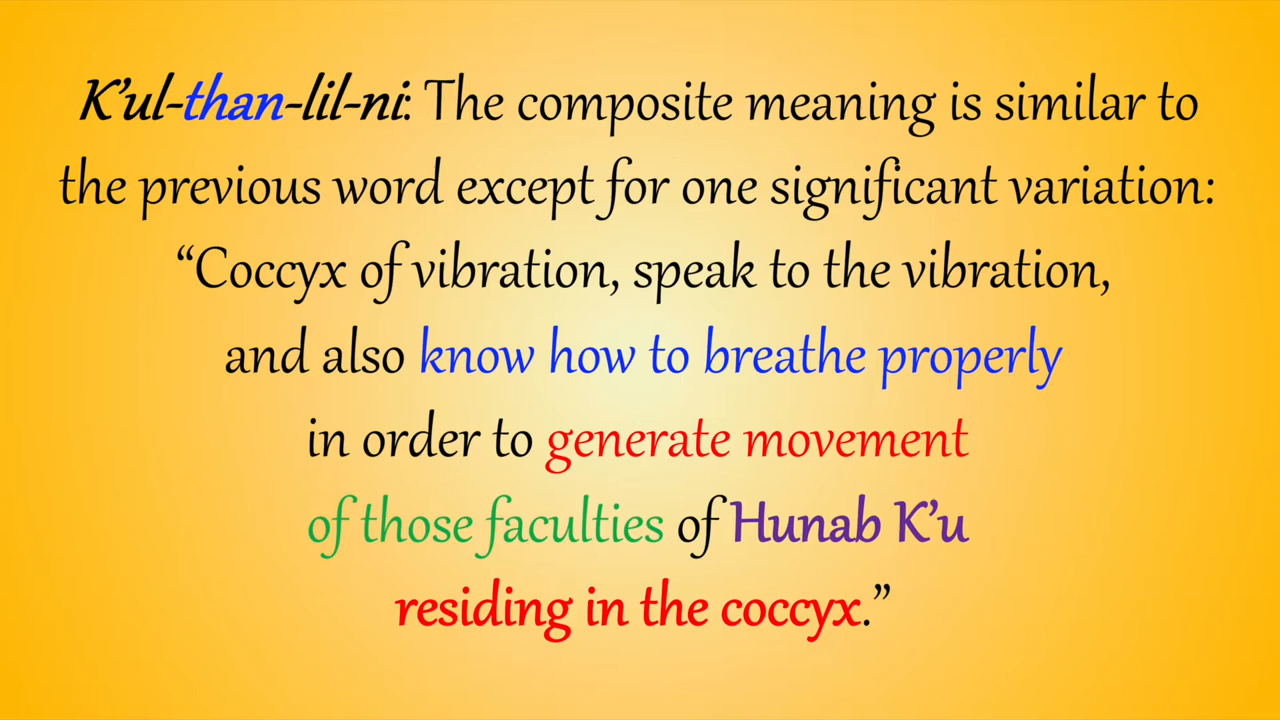 K’ul-than-lil-ni: The composite meaning is similar to
the previous word except for one significant variation:
“Coccyx of vibration, speak to the vibration,
and also know how to breathe properly
in order to generate movement
of those faculties of Hunab K’u
residing in the coccyx.”